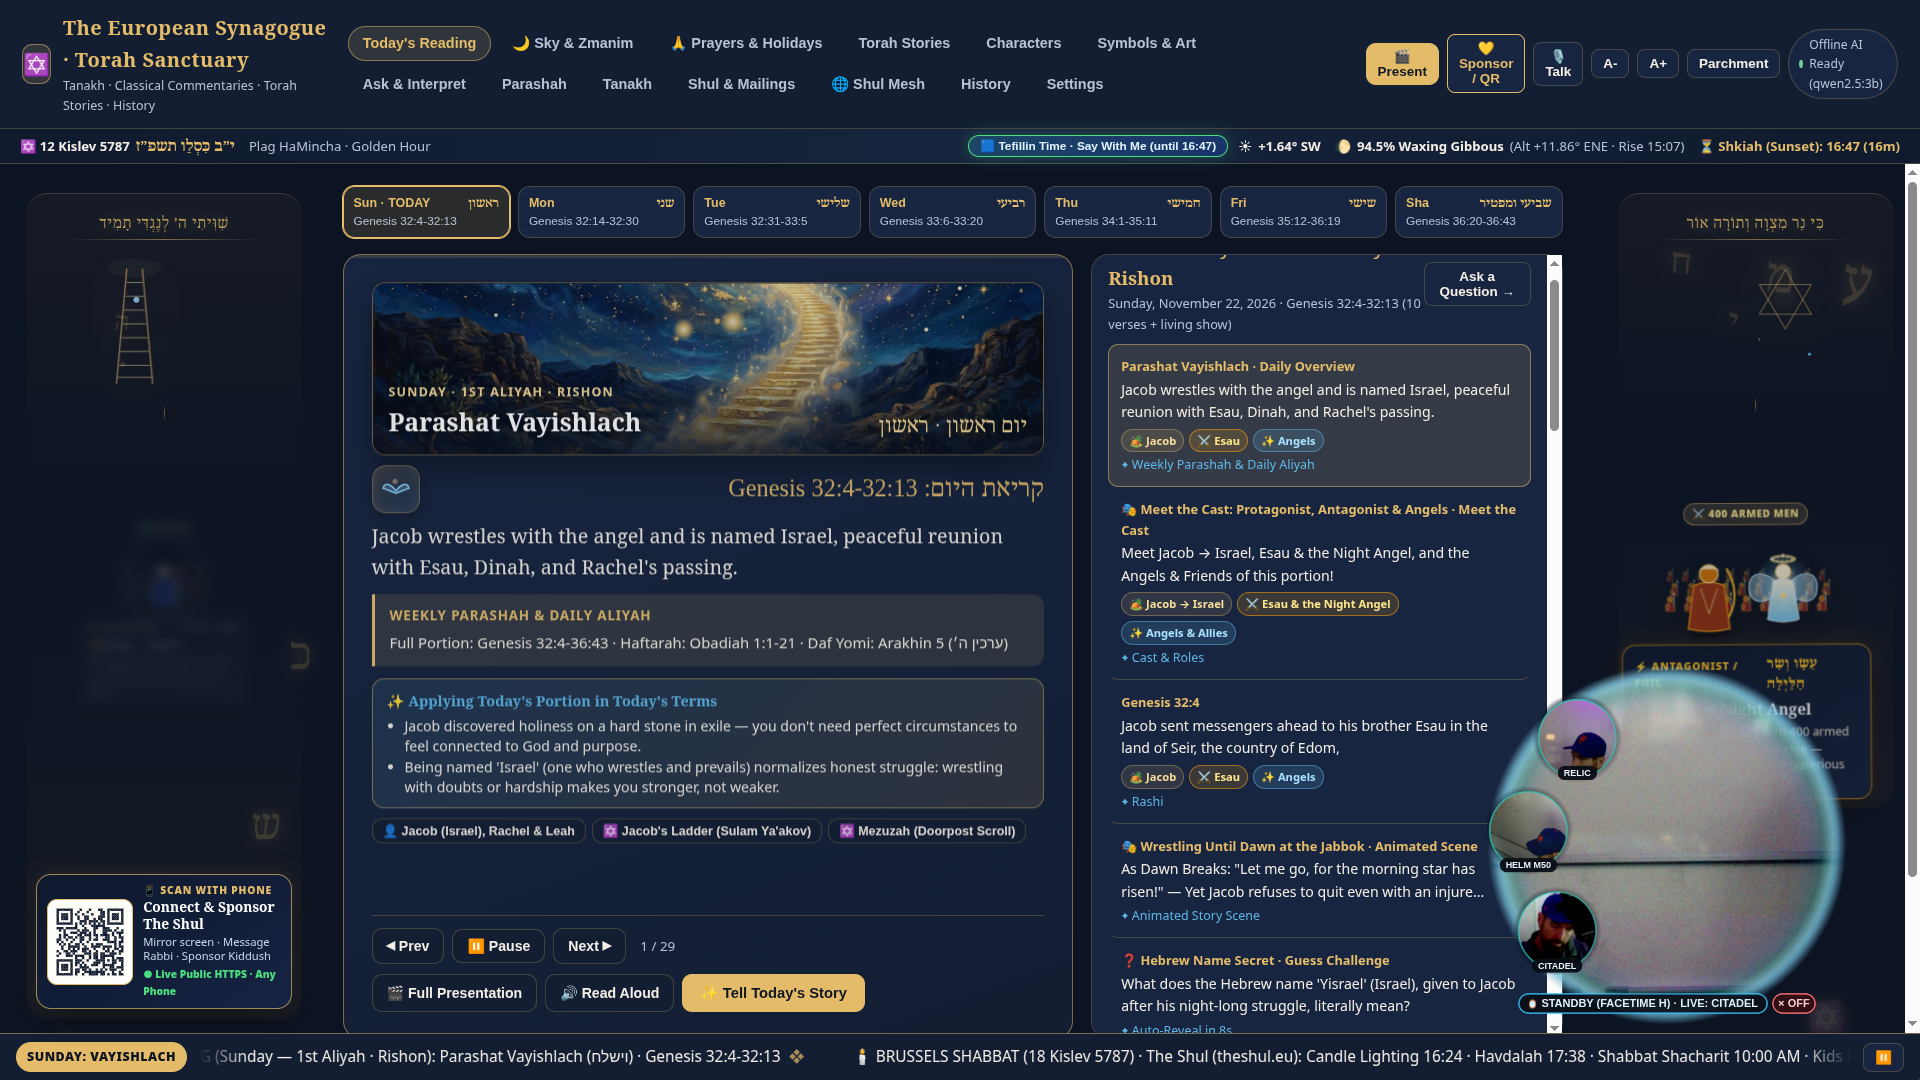 The European Synagogue
· Torah Sanctuary
Tanakh · Classical Commentaries · Torah
Stories · History
Today's Reading
🌙 Sky & Zmanim
🙏 Prayers & Holidays
Torah Stories
Characters
Symbols & Art
Ask & Interpret
Parashah
Tanakh
Shul & Mailings
🌐 Shul Mesh
History
Settings
🎬
Present
💛
Sponsor
/ QR
🎙️
Talk
A-
A+
Parchment
Offline AI
Ready
(qwen2.5:3b)
✡️ 12 Kislev 5787 י״ב כִּסְלֵו תשפ״ז Plag HaMincha · Golden Hour
🟦 Tefillin Time · Say With Me (until 16:47)
☀ +1.64° SW
🌔 94.5% Waxing Gibbous (Alt +11.86° ENE · Rise 15:07)
⏳ Shkiah (Sunset): 16:47 (16m)
שִׁוִּיתִי ה׳ לְנֶגְדִּי תָמִיד
Sun · TODAY ראשון
Genesis 32:4-32:13
Mon שני
Genesis 32:14-32:30
Tue שלישי
Genesis 32:31-33:5
Wed רביעי
Genesis 33:6-33:20
Thu חמישי
Genesis 34:1-35:11
Fri שישי
Genesis 35:12-36:19
Sha שביעי ומפטיר
Genesis 36:20-36:43
כִּי נֵר מִצְוָה וְתוֹרָה אוֹר
SUNDAY · 1ST ALIYAH · RISHON
Parashat Vayishlach
יום ראשון · ראשון
קריאת היום: Genesis 32:4-32:13
Jacob wrestles with the angel and is named Israel, peaceful reunion
with Esau, Dinah, and Rachel's passing.
WEEKLY PARASHAH & DAILY ALIYAH
Full Portion: Genesis 32:4-36:43 · Haftarah: Obadiah 1:1-21 · Daf Yomi: Arakhin 5 (ערכין ה׳)
✨ Applying Today's Portion in Today's Terms
• Jacob discovered holiness on a hard stone in exile — you don't need perfect circumstances to
feel connected to God and purpose.
• Being named 'Israel' (one who wrestles and prevails) normalizes honest struggle: wrestling
with doubts or hardship makes you stronger, not weaker.
👤 Jacob (Israel), Rachel & Leah
✡️ Jacob's Ladder (Sulam Ya'akov)
✡️ Mezuzah (Doorpost Scroll)
◀ Prev
⏸️ Pause
Next ▶
1 / 29
🎬 Full Presentation
🔊 Read Aloud
✨ Tell Today's Story
Rishon
Sunday, November 22, 2026 · Genesis 32:4-32:13 (10
verses + living show)
Ask a
Question →
Parashat Vayishlach · Daily Overview
Jacob wrestles with the angel and is named Israel, peaceful
reunion with Esau, Dinah, and Rachel's passing.
🏕️ Jacob
⚔️ Esau
✨ Angels
✦ Weekly Parashah & Daily Aliyah
🎭 Meet the Cast: Protagonist, Antagonist & Angels · Meet the
Cast
Meet Jacob → Israel, Esau & the Night Angel, and the
Angels & Friends of this portion!
🏕️ Jacob → Israel
⚔️ Esau & the Night Angel
✨ Angels & Allies
✦ Cast & Roles
Genesis 32:4
Jacob sent messengers ahead to his brother Esau in the
land of Seir, the country of Edom,
🏕️ Jacob
⚔️ Esau
✨ Angels
✦ Rashi
🎭 Wrestling Until Dawn at the Jabbok · Animated Scene
As Dawn Breaks: "Let me go, for the morning star has
risen!" — Yet Jacob refuses to quit even with an injure...
✦ Animated Story Scene
❓ Hebrew Name Secret · Guess Challenge
What does the Hebrew name 'Yisrael' (Israel), given to Jacob
after his night-long struggle, literally mean?
✦ Auto-Reveal in 8s
ח
מ
ע
י
⚔️ 400 ARMED MEN
⚡ ANTAGONIST /
FOIL
עֵשָׂו וְשַׂר
הַלַּיְלָה
ight Angel
400 armed
—
sterious
RELIC
HELM M50
CITADEL
STANDBY (FACETIME H) · LIVE: CITADEL
× OFF
ה
כ
ש
📱 SCAN WITH PHONE
Connect & Sponsor
The Shul
Mirror screen · Message
Rabbi · Sponsor Kiddush
● Live Public HTTPS · Any
Phone
SUNDAY: VAYISHLACH
G (Sunday — 1st Aliyah · Rishon): Parashat Vayishlach (וישלח) · Genesis 32:4-32:13 ❖ 🕯️ BRUSSELS SHABBAT (18 Kislev 5787) · The Shul (theshul.eu): Candle Lighting 16:24 · Havdalah 17:38 · Shabbat Shacharit 10:00 AM · Kids
⏸️